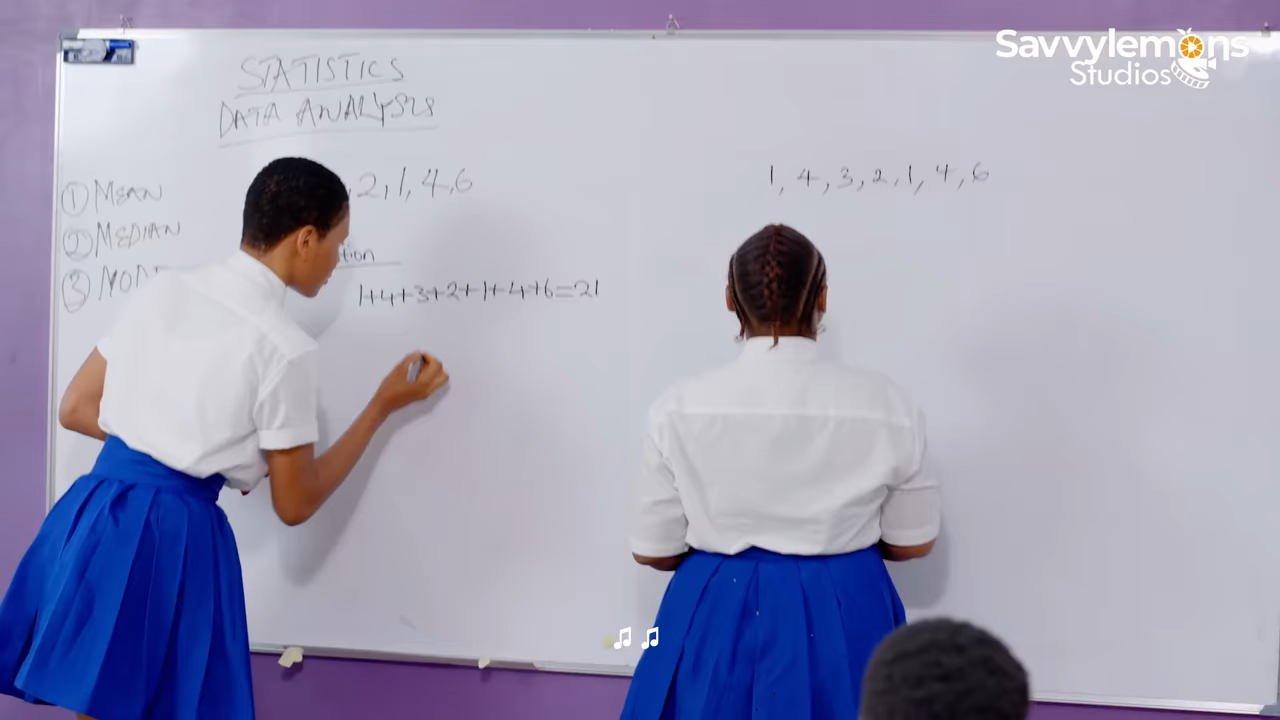 Savvylemons
Studios
STATISTICS
DATA ANALYSIS
① MEAN
② MEDIAN
③
,2,1,4,6
1+4+3+2+1+4+6=21
1,4,3,2,1,4,6